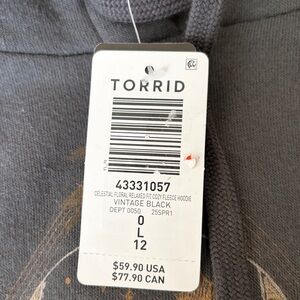 TORRID
43331057
CELESTIAL FLORAL RELAXED FIT COZY FLEECE HOODIE
VINTAGE BLACK
DEPT 0050 25SPR1
0
L
12
$59.90 USA
$77.90 CAN